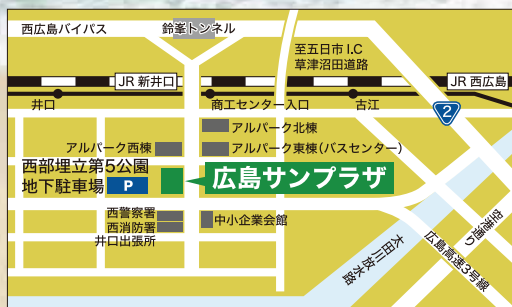 西広島バイパス
鈴峯トンネル
至五日市 I.C
草津沼田道路
JR 新井口
JR 西広島
井口
商工センター入口
古江
2
アルパーク北棟
アルパーク西棟
アルパーク東棟(バスセンター)
西部埋立第5公園
地下駐車場
P
広島サンプラザ
西警察署
西消防署
井口出張所
中小企業会館
空港通り
広島高速3号線
太田川放水路